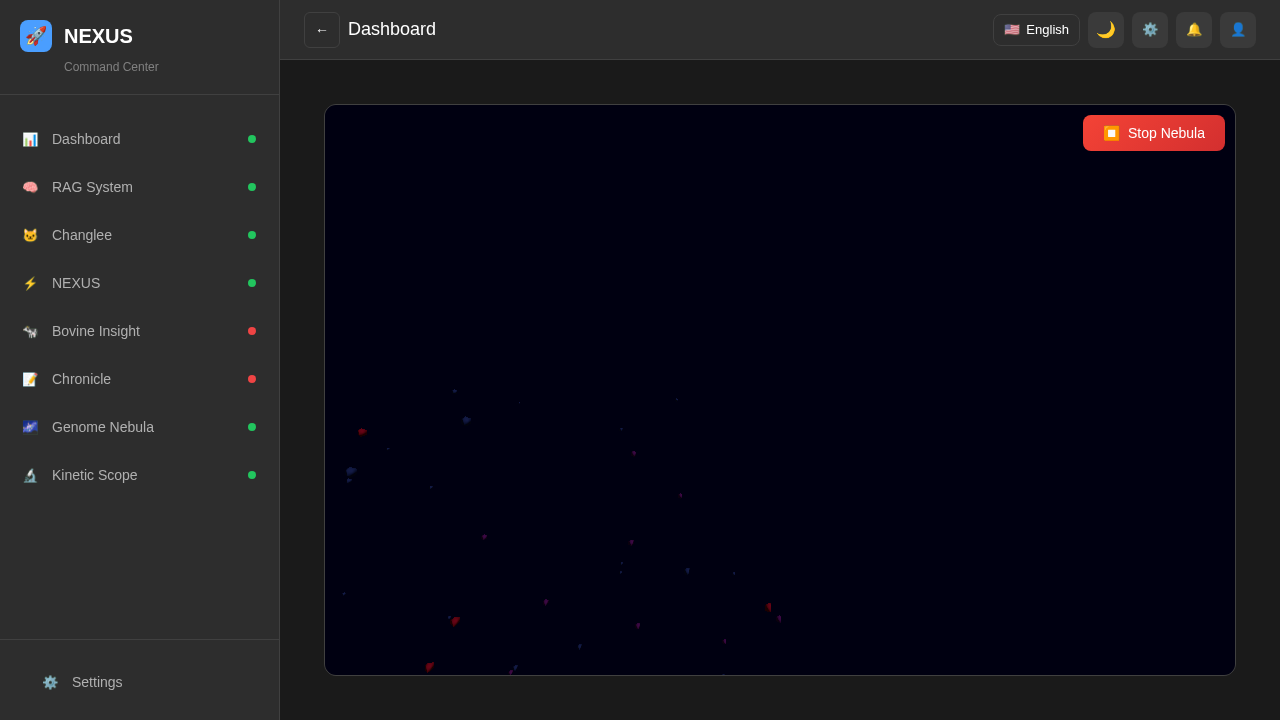 NEXUS
Command Center
Dashboard
RAG System
Changlee
NEXUS
Bovine Insight
Chronicle
Genome Nebula
Kinetic Scope
Settings
← Dashboard
English
Stop Nebula